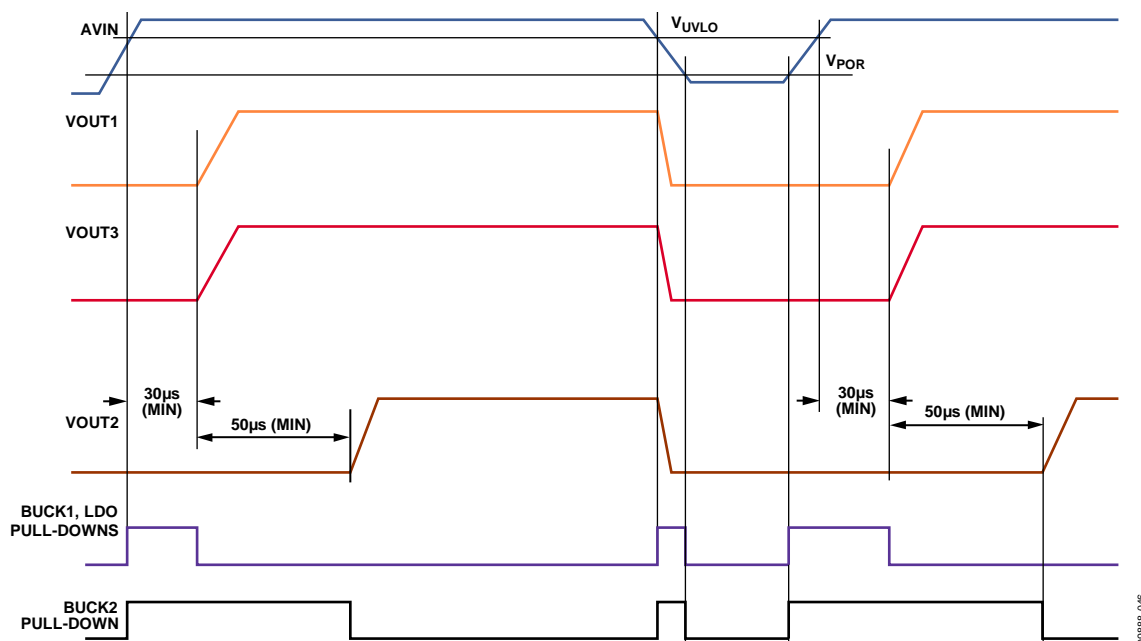 AVIN
VUVLO
VPOR
VOUT1
VOUT3
30µs
(MIN)
30µs
(MIN)
VOUT2
50µs (MIN)
50µs (MIN)
BUCK1, LDO
PULL-DOWNS
BUCK2
PULL-DOWN